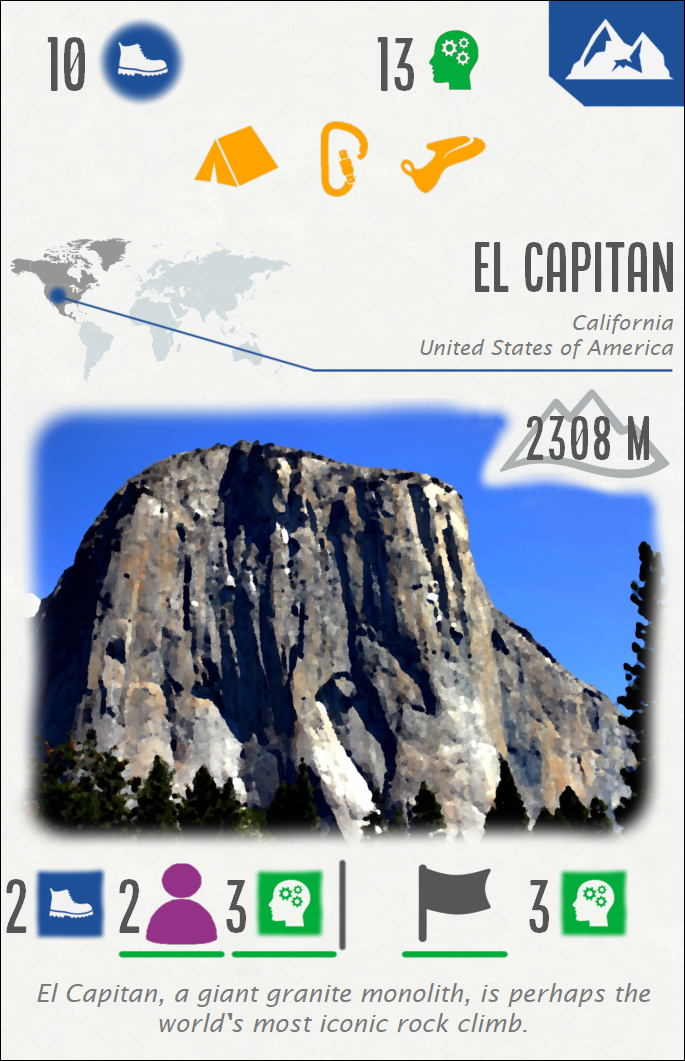 10 13
EL CAPITAN
California
United States of America
2308 M
2 2 3 3
El Capitan, a giant granite monolith, is perhaps the
world's most iconic rock climb.